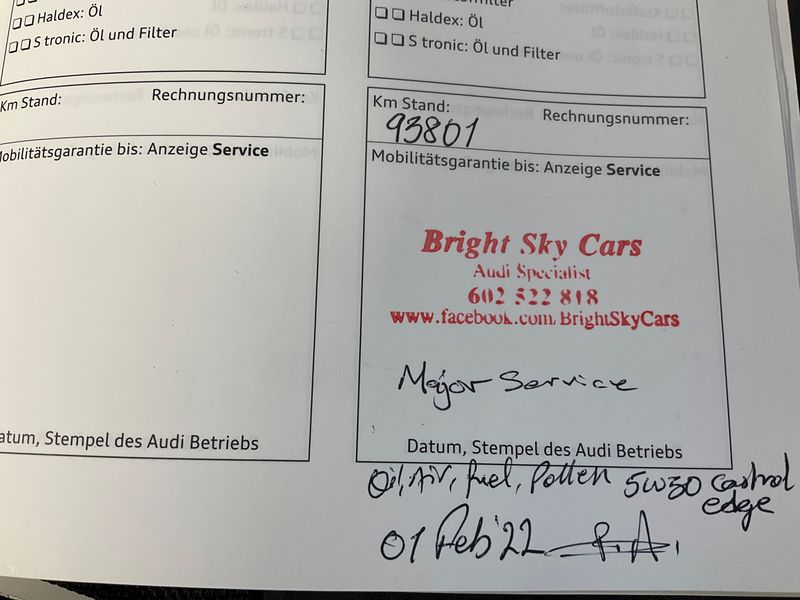 Haldex: Öl
S tronic: Öl und Filter
Km Stand: Rechnungsnummer:
Mobilitätsgarantie bis: Anzeige Service
Datum, Stempel des Audi Betriebs
Haldex: Öl
S tronic: Öl und Filter
Km Stand: Rechnungsnummer:
93801
Mobilitätsgarantie bis: Anzeige Service
Bright Sky Cars
Audi Specialist
602 522 818
www.facebook.com/BrightSkyCars
Major Service
Datum, Stempel des Audi Betriebs
Oil, Air, fuel, Pollen 5W30 Castrol
edge
01 Feb'22